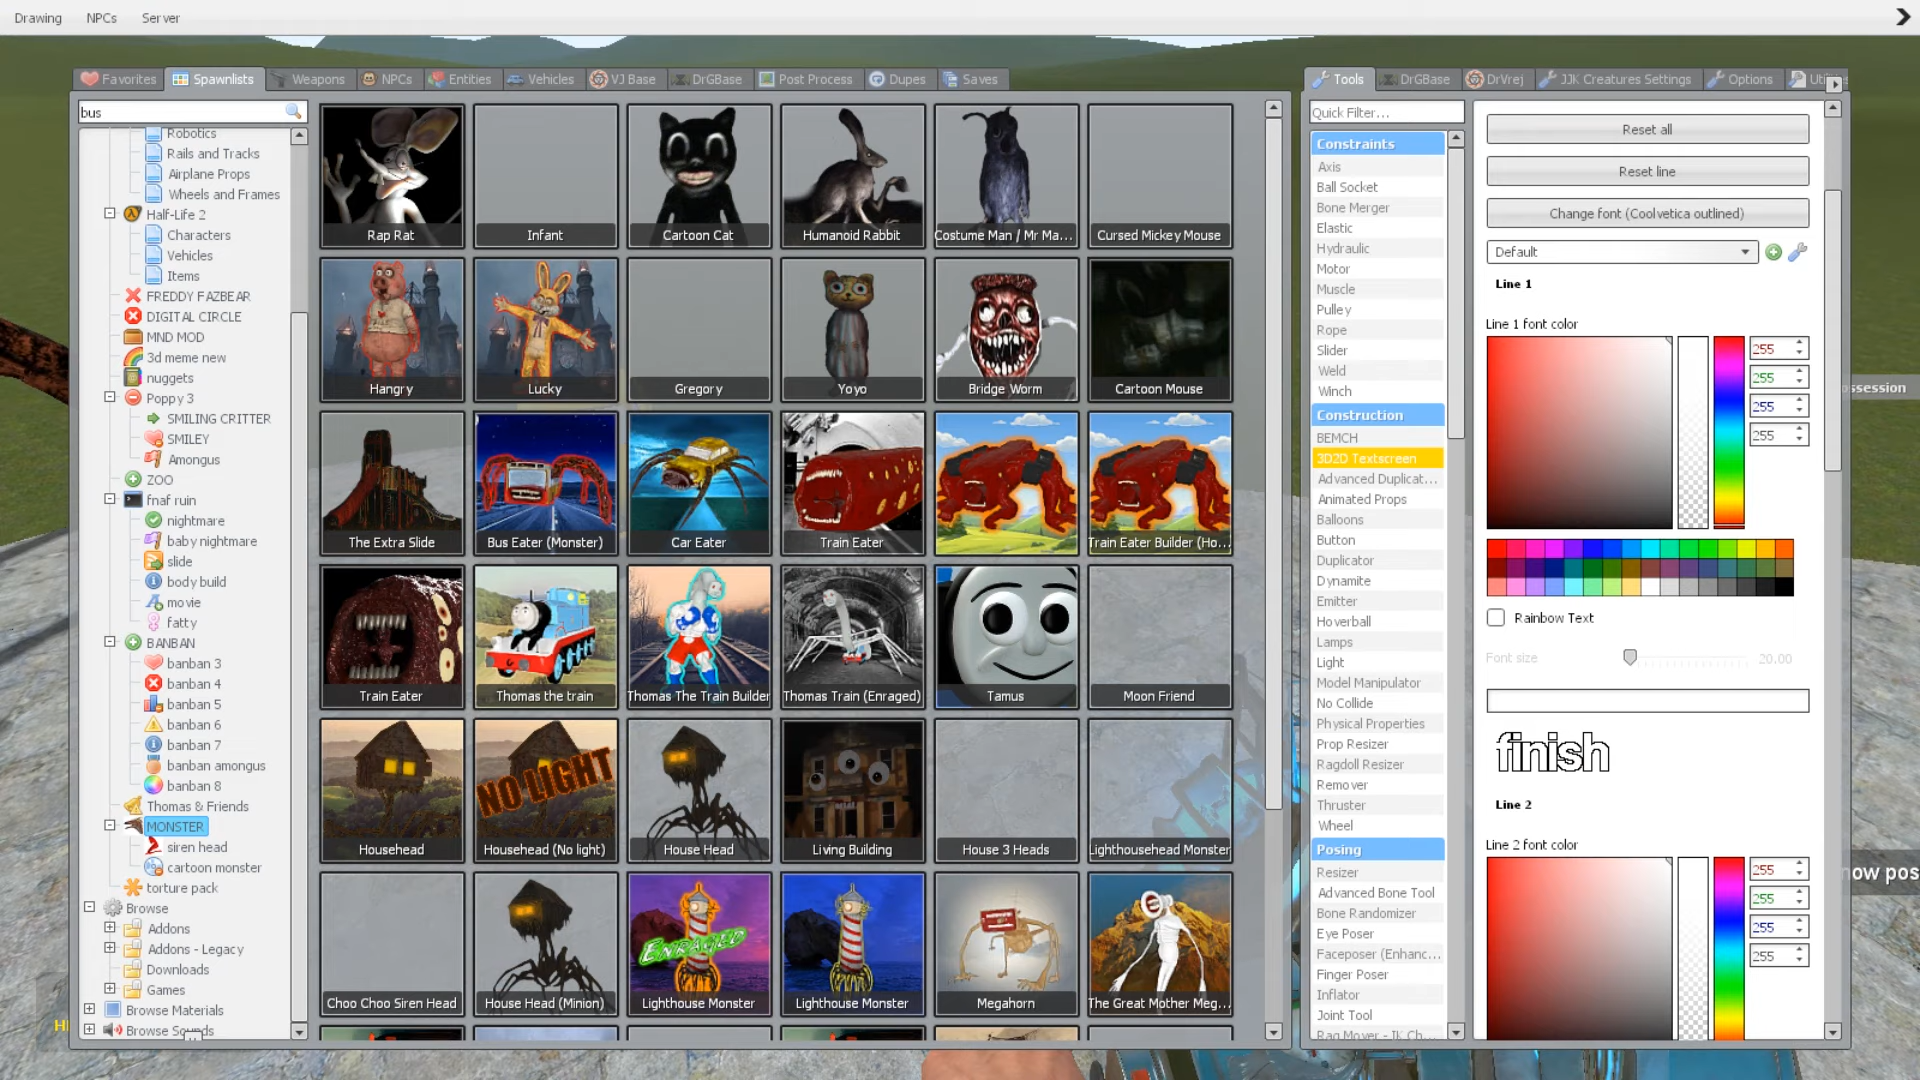 Drawing NPCs Server
Favorites Spawnlists Weapons NPCs Entities Vehicles VJ Base DrGBase Post Process Dupes Saves
bus
Robotics
Rails and Tracks
Airplane Props
Wheels and Frames
Half-Life 2
Characters
Vehicles
Items
FREDDY FAZBEAR
DIGITAL CIRCLE
MND MOD
3d meme new
nuggets
Poppy 3
SMILING CRITTER
SMILEY
Amongus
ZOO
fnaf ruin
nightmare
baby nightmare
slide
body build
movie
fatty
BANBAN
banban 3
banban 4
banban 5
banban 6
banban 7
banban amongus
banban 8
Thomas & Friends
MONSTER
siren head
cartoon monster
torture pack
Browse
Addons
Addons - Legacy
Downloads
Games
Browse Materials
Browse Sounds
Rap Rat
Infant
Cartoon Cat
Humanoid Rabbit
Costume Man / Mr Ma...
Cursed Mickey Mouse
Hangry
Lucky
Gregory
Yoyo
Bridge Worm
Cartoon Mouse
The Extra Slide
Bus Eater (Monster)
Car Eater
Train Eater
Train Eater Builder (Ho...
Train Eater
Thomas the train
Thomas The Train Builder
Thomas Train (Enraged)
Tamus
Moon Friend
Househead
NO LIGHT
Househead (No light)
House Head
Living Building
House 3 Heads
Lighthousehead Monster
Choo Choo Siren Head
House Head (Minion)
ENRAGED
Lighthouse Monster
Lighthouse Monster
Megahorn
The Great Mother Meg...
Tools DrGBase DrVrej JJK Creatures Settings Options Uti
Quick Filter...
Constraints
Axis
Ball Socket
Bone Merger
Elastic
Hydraulic
Motor
Muscle
Pulley
Rope
Slider
Weld
Winch
Construction
BEMCH
3D2D Textscreen
Advanced Duplicat...
Animated Props
Balloons
Button
Duplicator
Dynamite
Emitter
Hoverball
Lamps
Light
Model Manipulator
No Collide
Physical Properties
Prop Resizer
Ragdoll Resizer
Remover
Thruster
Wheel
Posing
Resizer
Advanced Bone Tool
Bone Randomizer
Eye Poser
Faceposer (Enhanc...
Finger Poser
Inflator
Joint Tool
Rag Mover - IK Ch...
Reset all
Reset line
Change font (Coolvetica outlined)
Default
Line 1
Line 1 font color
255
255
255
255
Rainbow Text
Font size 20.00
finish
Line 2
Line 2 font color
255
255
255
255
ossession
ow pos
H